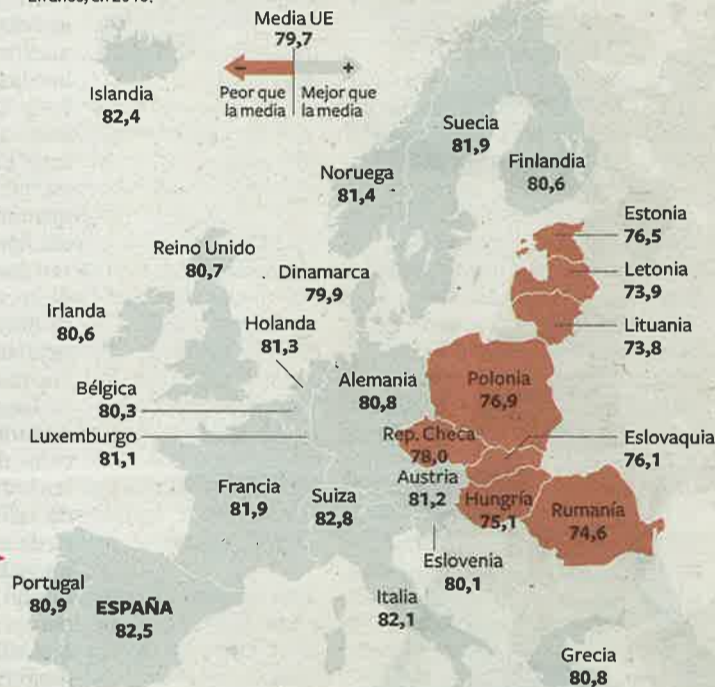 Media UE
79,7
− +
Peor que Mejor que
la media la media
Islandia
82,4
Suecia
81,9
Finlandia
80,6
Noruega
81,4
Estonia
76,5
Reino Unido
80,7
Letonia
73,9
Dinamarca
79,9
Irlanda
80,6
Holanda
81,3
Lituania
73,8
Alemania
80,8
Polonia
76,9
Bélgica
80,3
Luxemburgo
81,1
Rep. Checa
78,0
Eslovaquia
76,1
Austria
81,2
Francia
81,9
Suiza
82,8
Hungría
75,1
Rumanía
74,6
Eslovenia
80,1
Portugal
80,9
ESPAÑA
82,5
Italia
82,1
Grecia
80,8